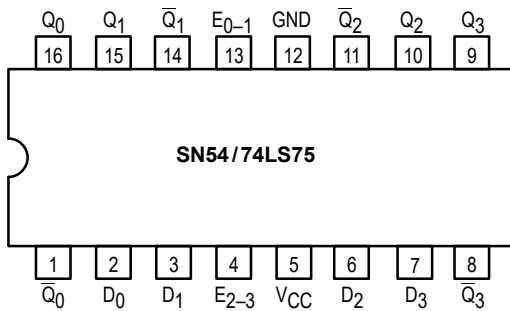 Q0 Q1 Q̅1 E0–1 GND Q̅2 Q2 Q3
16 15 14 13 12 11 10 9
SN54/74LS75
1 2 3 4 5 6 7 8
Q̅0 D0 D1 E2–3 VCC D2 D3 Q̅3